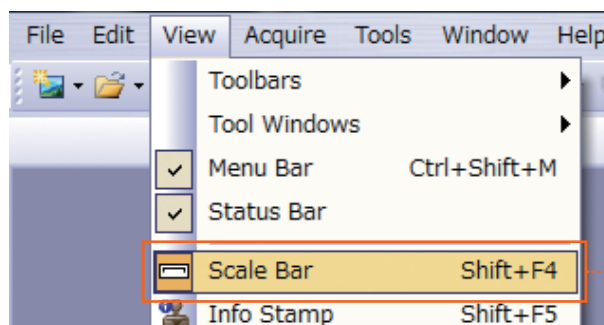 File Edit View Acquire Tools Window Help
Toolbars
Tool Windows
Menu Bar Ctrl+Shift+M
Status Bar
Scale Bar Shift+F4
Info Stamp Shift+F5